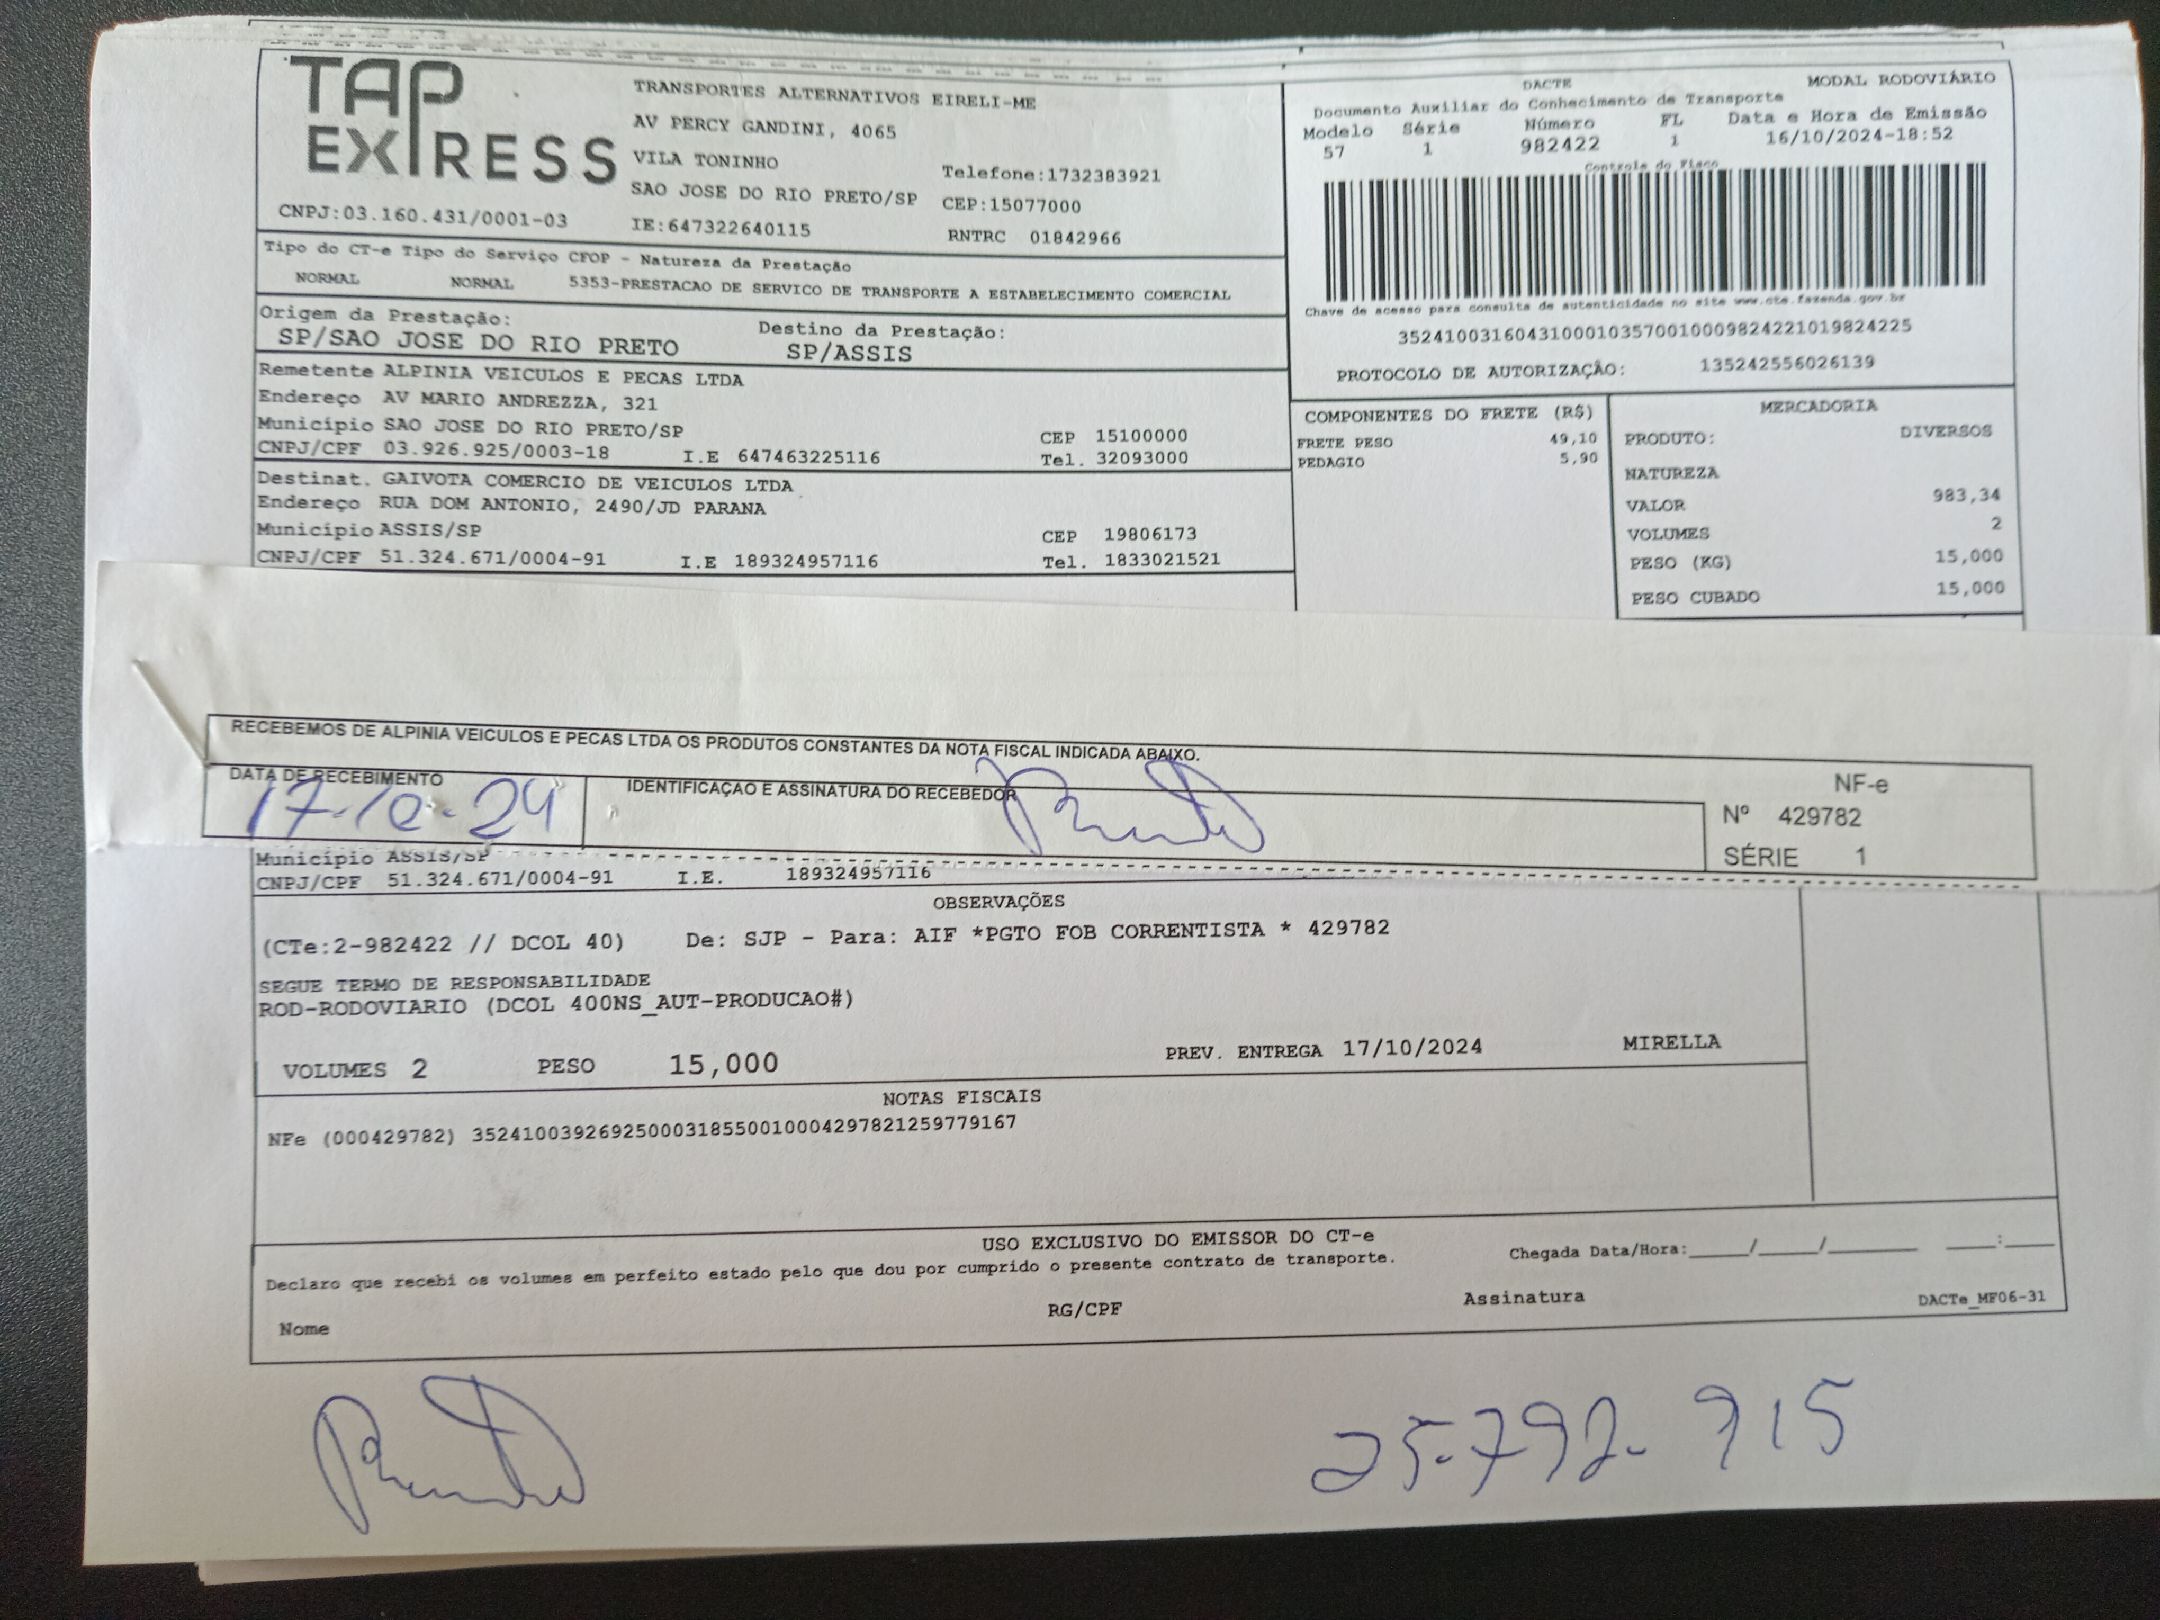 TAP EXPRESS
TRANSPORTES ALTERNATIVOS EIRELI-ME
AV PERCY GANDINI, 4065
VILA TONINHO
Telefone:1732383921
SAO JOSE DO RIO PRETO/SP CEP:15077000
CNPJ:03.160.431/0001-03 IE:647322640115 RNTRC 01842966
DACTE MODAL RODOVIÁRIO
Documento Auxiliar do Conhecimento de Transporte
Modelo Série Número FL Data e Hora de Emissão
57 1 982422 1 16/10/2024-18:52
Controle do Fisco
Chave de acesso para consulta de autenticidade no site www.cte.fazenda.gov.br
35241003160431000103570010009824221019824225
PROTOCOLO DE AUTORIZAÇÃO: 135242556026139
Tipo do CT-e Tipo do Serviço CFOP - Natureza da Prestação
NORMAL NORMAL 5353-PRESTACAO DE SERVICO DE TRANSPORTE A ESTABELECIMENTO COMERCIAL
Origem da Prestação: Destino da Prestação:
SP/SAO JOSE DO RIO PRETO SP/ASSIS
Remetente ALPINIA VEICULOS E PECAS LTDA
Endereço AV MARIO ANDREZZA, 321
Município SAO JOSE DO RIO PRETO/SP CEP 15100000
CNPJ/CPF 03.926.925/0003-18 I.E 647463225116 Tel. 32093000
Destinat. GAIVOTA COMERCIO DE VEICULOS LTDA
Endereço RUA DOM ANTONIO, 2490/JD PARANA
Município ASSIS/SP CEP 19806173
CNPJ/CPF 51.324.671/0004-91 I.E 189324957116 Tel. 1833021521
COMPONENTES DO FRETE (R$)
FRETE PESO 49,10
PEDAGIO 5,90
MERCADORIA
PRODUTO: DIVERSOS
NATUREZA
VALOR 983,34
VOLUMES 2
PESO (KG) 15,000
PESO CUBADO 15,000
RECEBEMOS DE ALPINIA VEICULOS E PECAS LTDA OS PRODUTOS CONSTANTES DA NOTA FISCAL INDICADA ABAIXO.
DATA DE RECEBIMENTO IDENTIFICAÇAO E ASSINATURA DO RECEBEDOR
17-10-24
NF-e
Nº 429782
SÉRIE 1
Município ASSIS/SP
CNPJ/CPF 51.324.671/0004-91 I.E. 189324957116
OBSERVAÇÕES
(CTe:2-982422 // DCOL 40) De: SJP - Para: AIF *PGTO FOB CORRENTISTA * 429782
SEGUE TERMO DE RESPONSABILIDADE
ROD-RODOVIARIO (DCOL 400NS_AUT-PRODUCAO#)
VOLUMES 2 PESO 15,000 PREV. ENTREGA 17/10/2024 MIRELLA
NOTAS FISCAIS
NFe (000429782) 35241003926925000318550010004297821259779167
USO EXCLUSIVO DO EMISSOR DO CT-e
Declaro que recebi os volumes em perfeito estado pelo que dou por cumprido o presente contrato de transporte.
Chegada Data/Hora:_____/_____/________ ____:____
Nome RG/CPF Assinatura DACTe_MF06-31
25.792.915